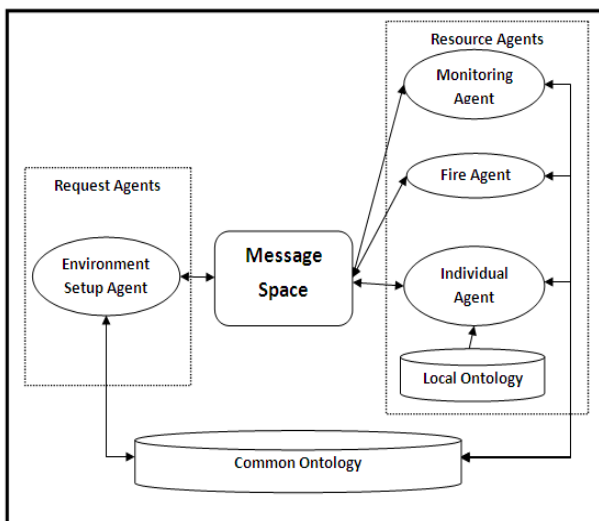 Resource Agents
Monitoring
Agent
Request Agents
Fire Agent
Environment
Setup Agent
Message
Space
Individual
Agent
Local Ontology
Common Ontology